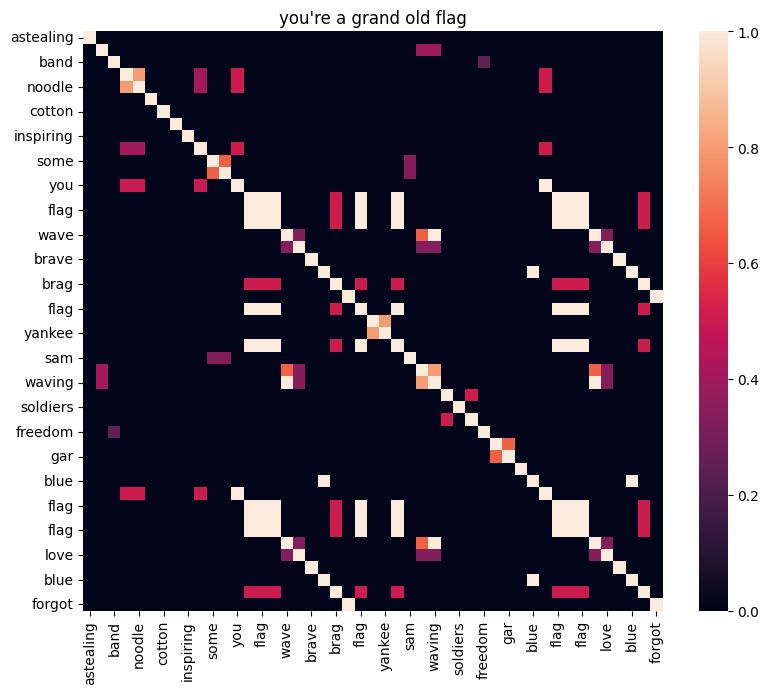 you're a grand old flag
astealing
band
noodle
cotton
inspiring
some
you
flag
wave
brave
brag
flag
yankee
sam
waving
soldiers
freedom
gar
blue
flag
flag
love
blue
forgot
1.0
0.8
0.6
0.4
0.2
0.0
astealing
band
noodle
cotton
inspiring
some
you
flag
wave
brave
brag
flag
yankee
sam
waving
soldiers
freedom
gar
blue
flag
flag
love
blue
forgot